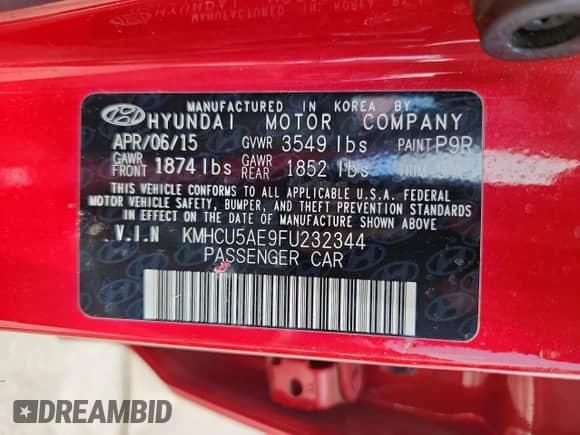 MANUFACTURED IN KOREA BY
HYUNDAI MOTOR COMPANY
APR/06/15 GVWR 3549 lbs PAINT P9R
GAWR FRONT 1874 lbs GAWR REAR 1852 lbs TRIM
THIS VEHICLE CONFORMS TO ALL APPLICABLE U.S.A. FEDERAL
MOTOR VEHICLE SAFETY, BUMPER, AND THEFT PREVENTION STANDARDS
IN EFFECT ON THE DATE OF MANUFACTURE SHOWN ABOVE
V.I.N KMHCU5AE9FU232344
PASSENGER CAR
DREAMBID